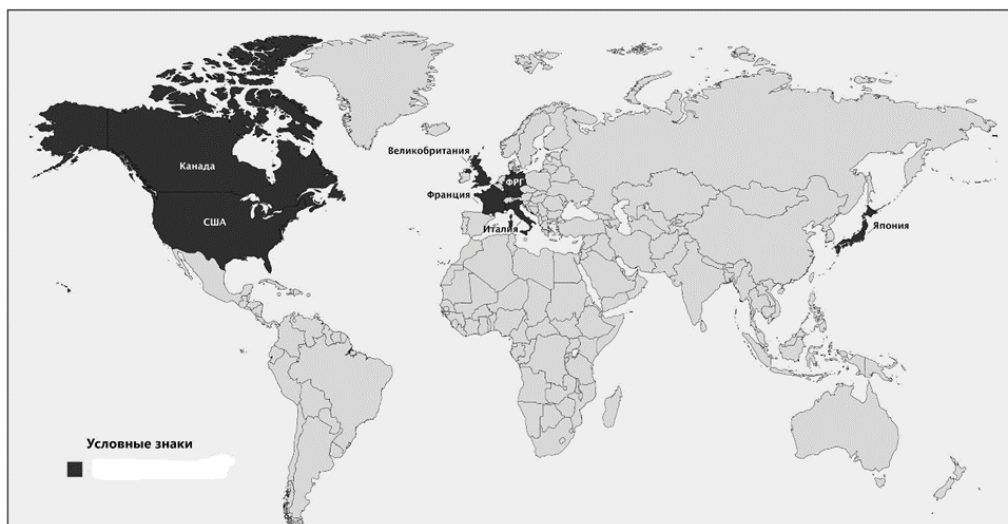 Великобритания
Канада
ФРГ
Франция
США
Италия
Япония
Условные знаки